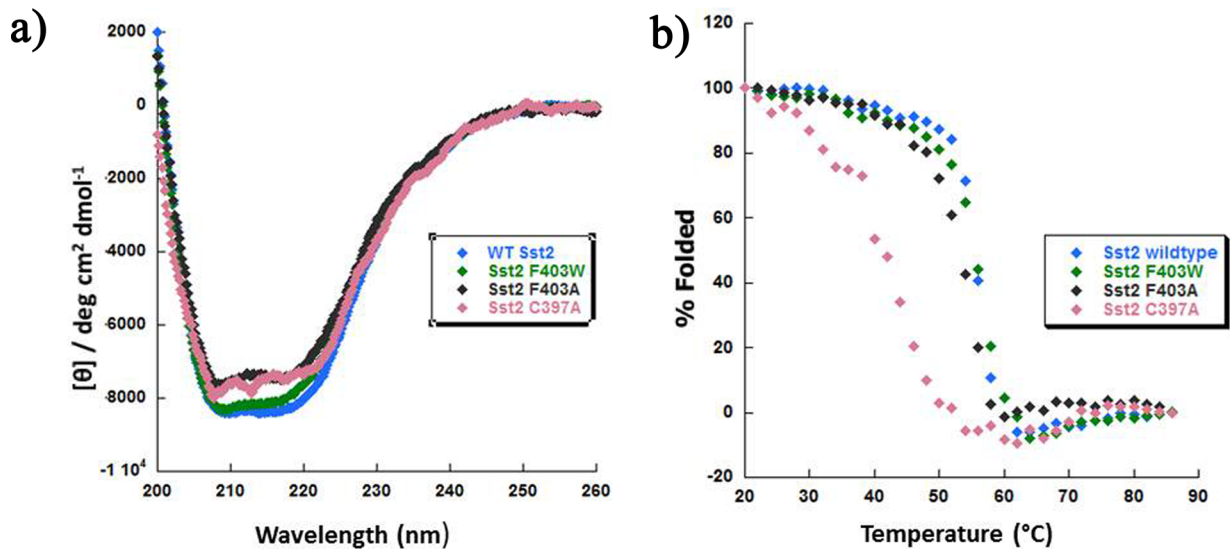 a)
2000
0
-2000
-4000
-6000
-8000
-1 10⁴
[θ] / deg cm² dmol⁻¹
200 210 220 230 240 250 260
Wavelength (nm)
WT Sst2
Sst2 F403W
Sst2 F403A
Sst2 C397A
b)
120
100
80
60
40
20
0
-20
% Folded
20 30 40 50 60 70 80 90
Temperature (°C)
Sst2 wildtype
Sst2 F403W
Sst2 F403A
Sst2 C397A